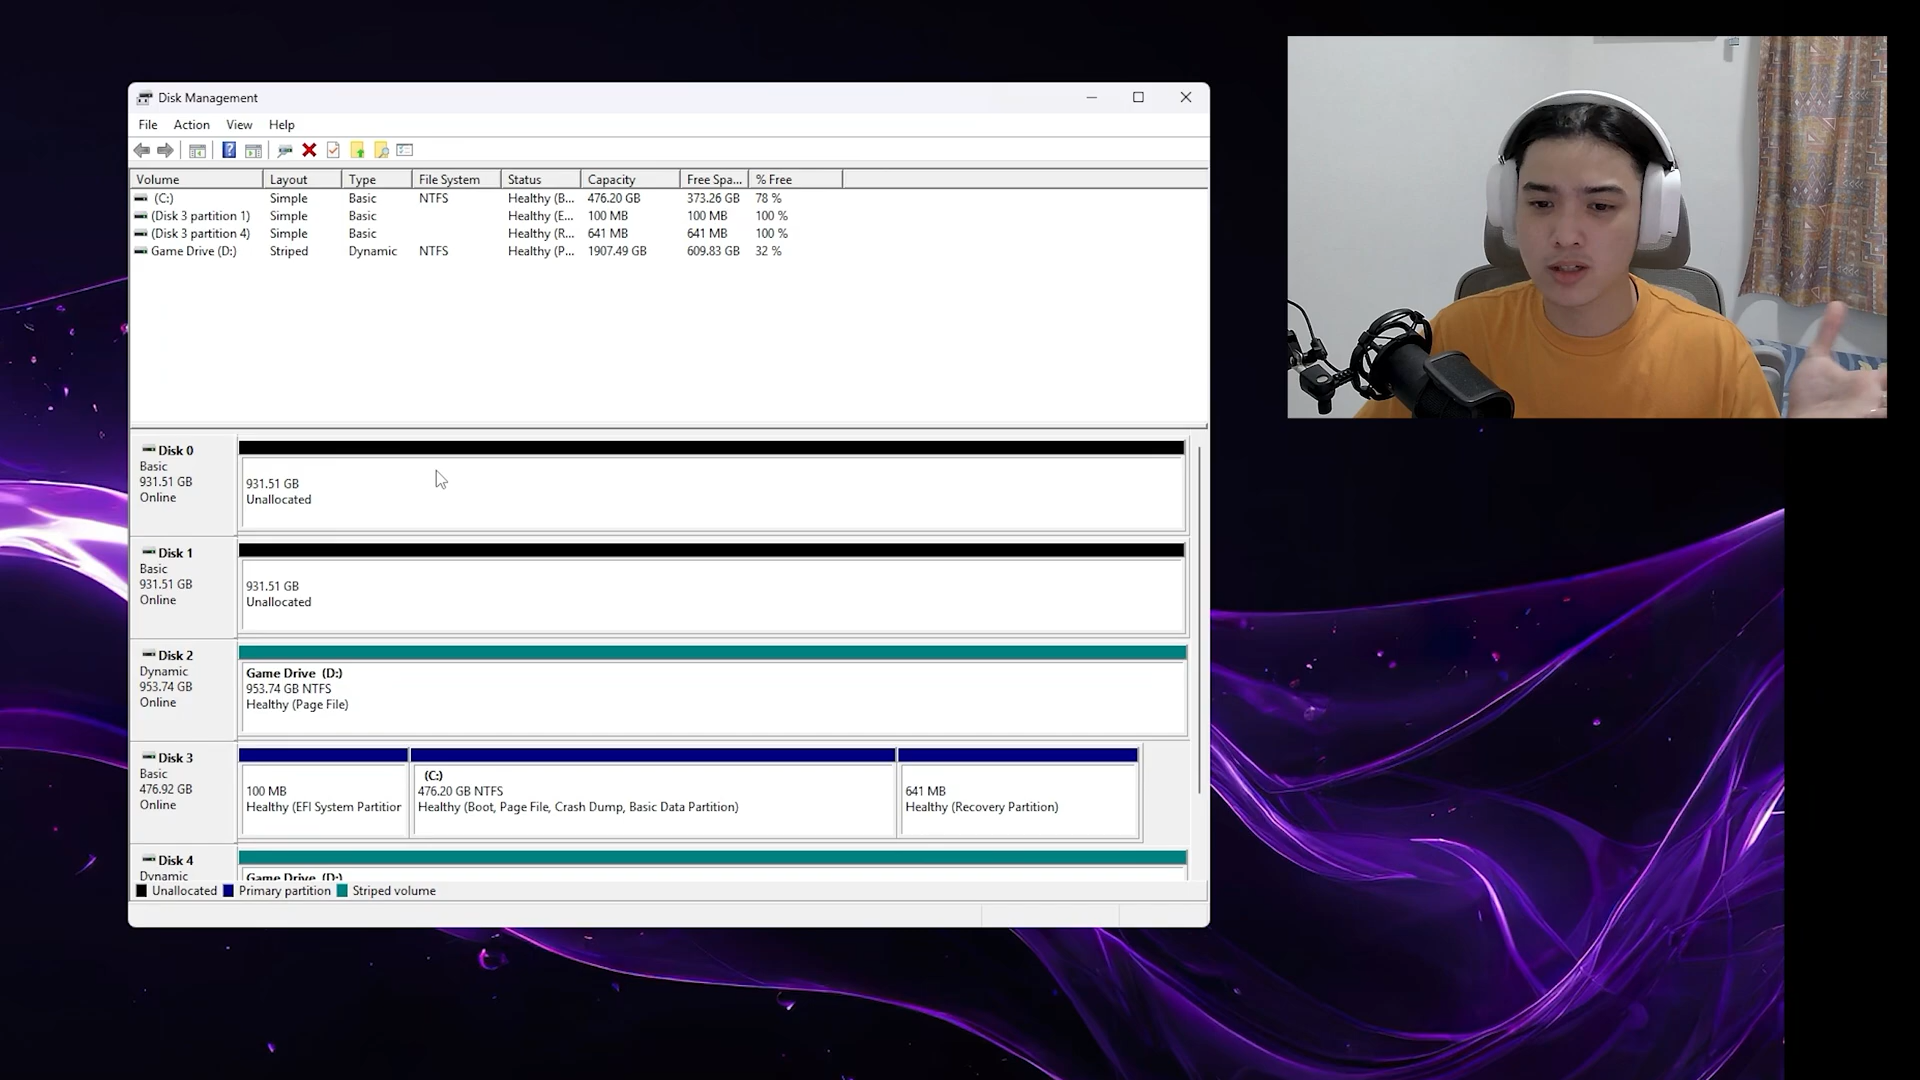 Disk Management
File Action View Help
Volume Layout Type File System Status Capacity Free Spa... % Free
(C:) Simple Basic NTFS Healthy (B... 476.20 GB 373.26 GB 78 %
(Disk 3 partition 1) Simple Basic Healthy (E... 100 MB 100 MB 100 %
(Disk 3 partition 4) Simple Basic Healthy (R... 641 MB 641 MB 100 %
Game Drive (D:) Striped Dynamic NTFS Healthy (P... 1907.49 GB 609.83 GB 32 %
Disk 0
Basic
931.51 GB
Online
931.51 GB
Unallocated
Disk 1
Basic
931.51 GB
Online
931.51 GB
Unallocated
Disk 2
Dynamic
953.74 GB
Online
Game Drive (D:)
953.74 GB NTFS
Healthy (Page File)
Disk 3
Basic
476.92 GB
Online
100 MB
Healthy (EFI System Partitior
(C:)
476.20 GB NTFS
Healthy (Boot, Page File, Crash Dump, Basic Data Partition)
641 MB
Healthy (Recovery Partition)
Disk 4
Dynamic
Game Drive (D:)
Unallocated Primary partition Striped volume